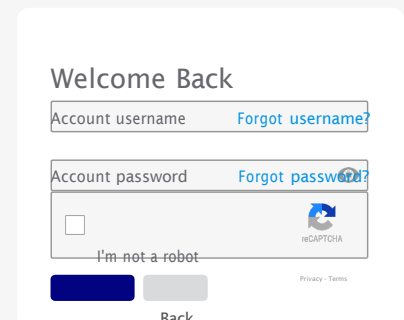 Welcome Back
Account username Forgot username?
Account password Forgot password?
reCAPTCHA
I'm not a robot
Privacy - Terms
Back